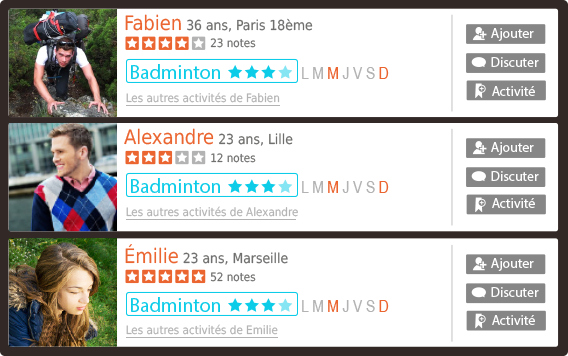 Fabien 36 ans, Paris 18ème
23 notes
Badminton L M M J V S D
Les autres activités de Fabien
Ajouter
Discuter
Activité
Alexandre 23 ans, Lille
12 notes
Badminton L M M J V S D
Les autres activités de Alexandre
Ajouter
Discuter
Activité
Émilie 23 ans, Marseille
52 notes
Badminton L M M J V S D
Les autres activités de Emilie
Ajouter
Discuter
Activité